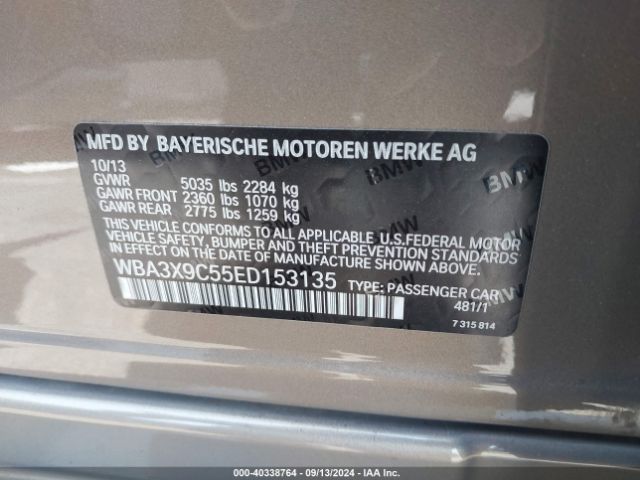 MFD BY BAYERISCHE MOTOREN WERKE AG
10/13
GVWR 5035 lbs 2284 kg
GAWR FRONT 2360 lbs 1070 kg
GAWR REAR 2775 lbs 1259 kg
THIS VEHICLE CONFORMS TO ALL APPLICABLE U.S.FEDERAL MOTOR
VEHICLE SAFETY, BUMPER AND THEFT PREVENTION STANDARDS
IN EFFECT ON THE DATE OF MANUFACTURE SHOWN ABOVE.
WBA3X9C55ED153135 TYPE: PASSENGER CAR
481/1
7 315 814
000-40338764 - 09/13/2024 - IAA Inc.